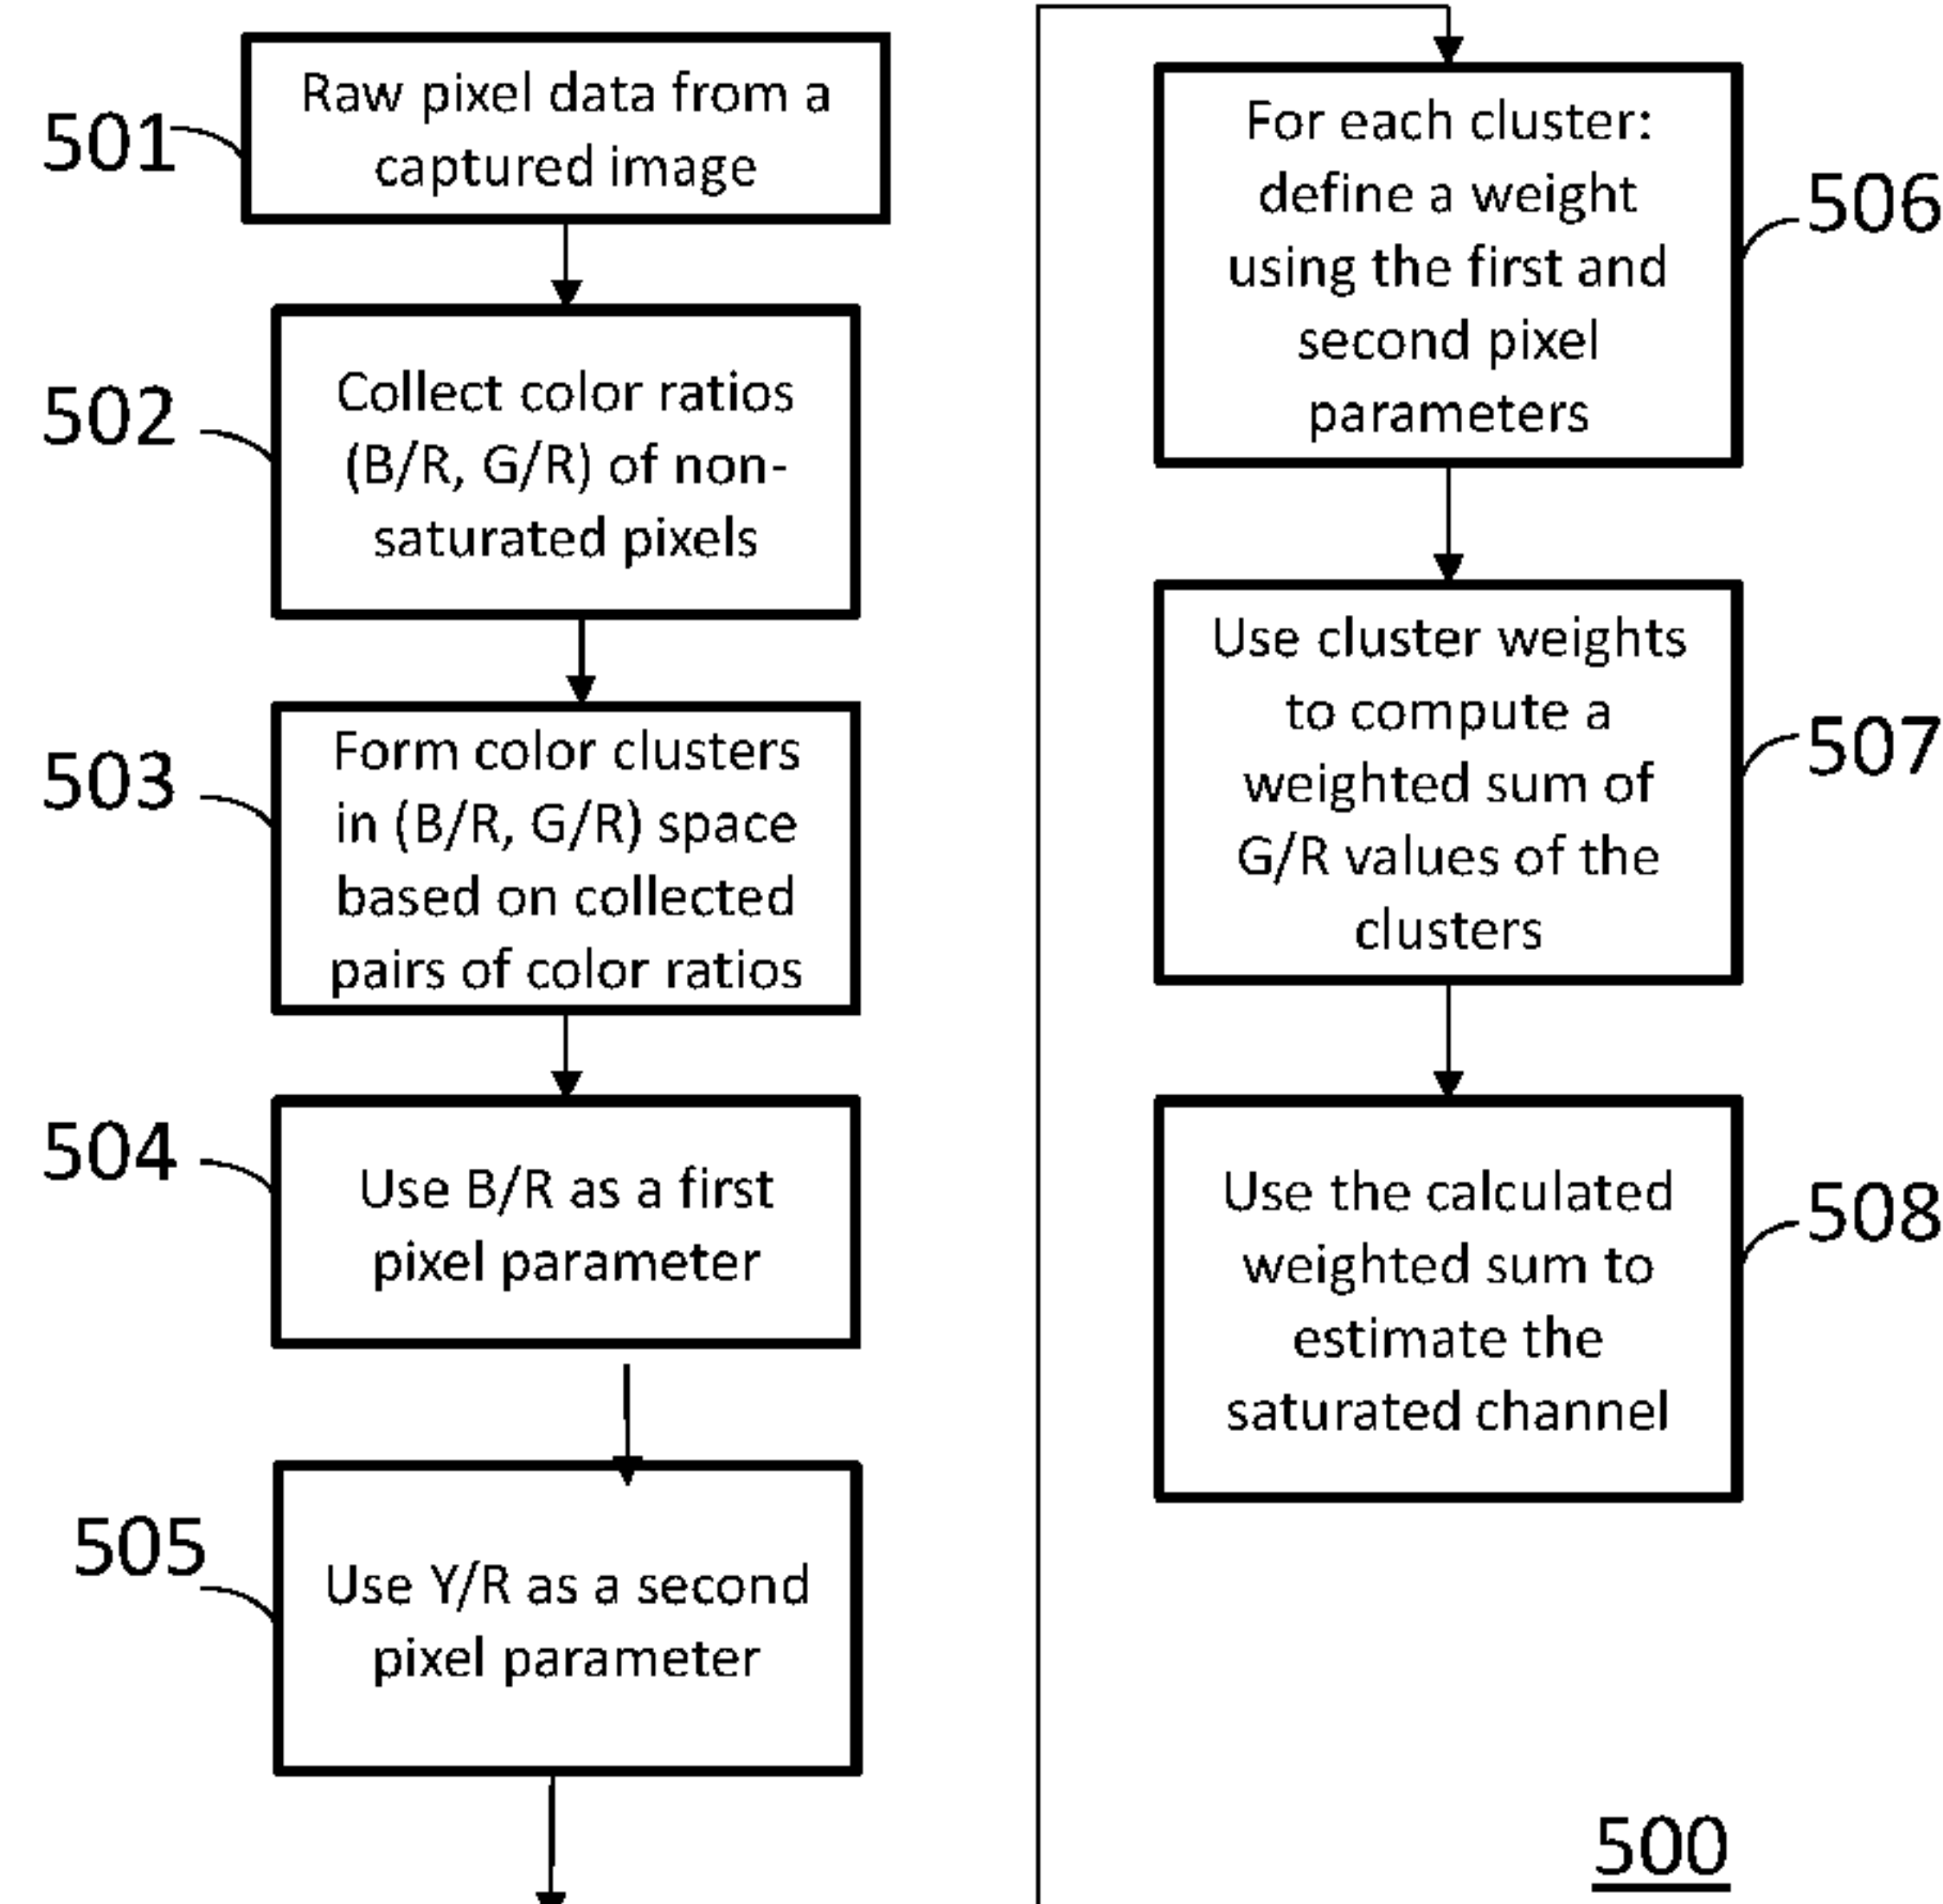 501
Raw pixel data from a
captured image
502
Collect color ratios
(B/R, G/R) of non-
saturated pixels
503
Form color clusters
in (B/R, G/R) space
based on collected
pairs of color ratios
504
Use B/R as a first
pixel parameter
505
Use Y/R as a second
pixel parameter
For each cluster:
define a weight
using the first and
second pixel
parameters
506
Use cluster weights
to compute a
weighted sum of
G/R values of the
clusters
507
Use the calculated
weighted sum to
estimate the
saturated channel
508
500